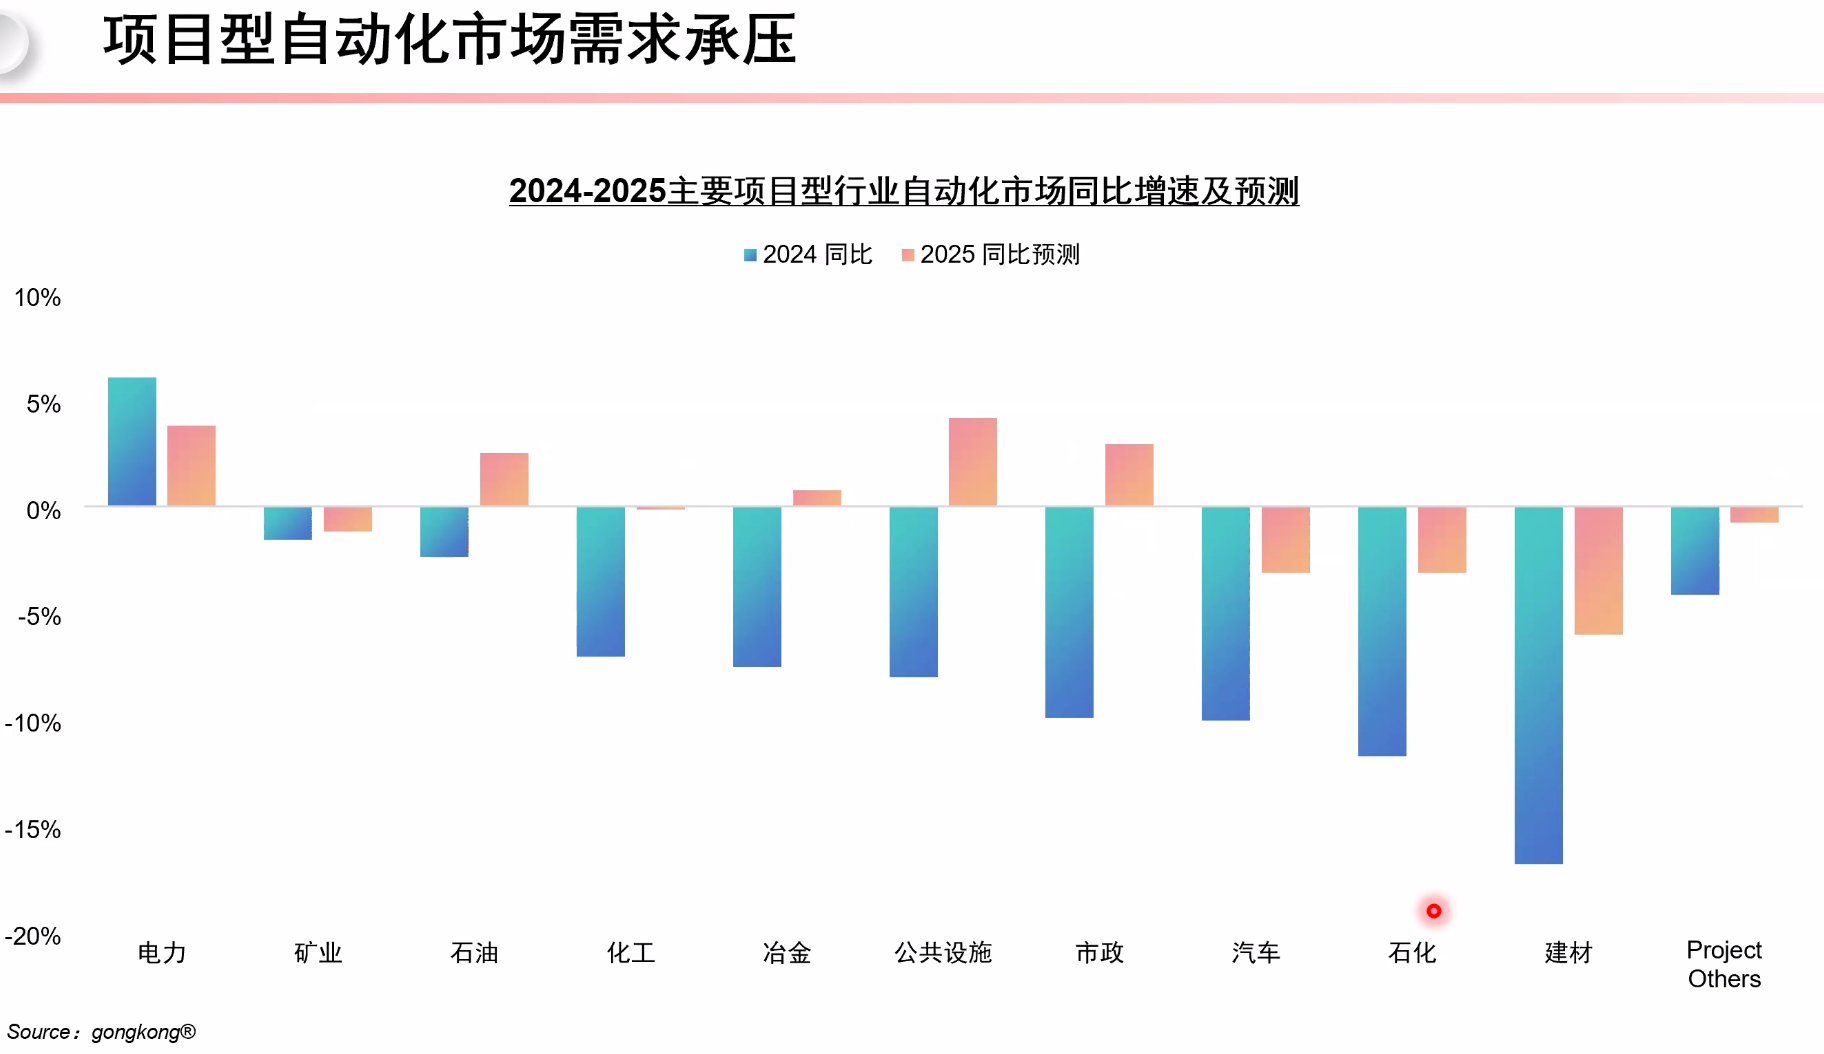 项目型自动化市场需求承压
2024-2025主要项目型行业自动化市场同比增速及预测
2024 同比 2025 同比预测
10%
5%
0%
-5%
-10%
-15%
-20%
电力 矿业 石油 化工 冶金 公共设施 市政 汽车 石化 建材 Project
Others
Source：gongkong®